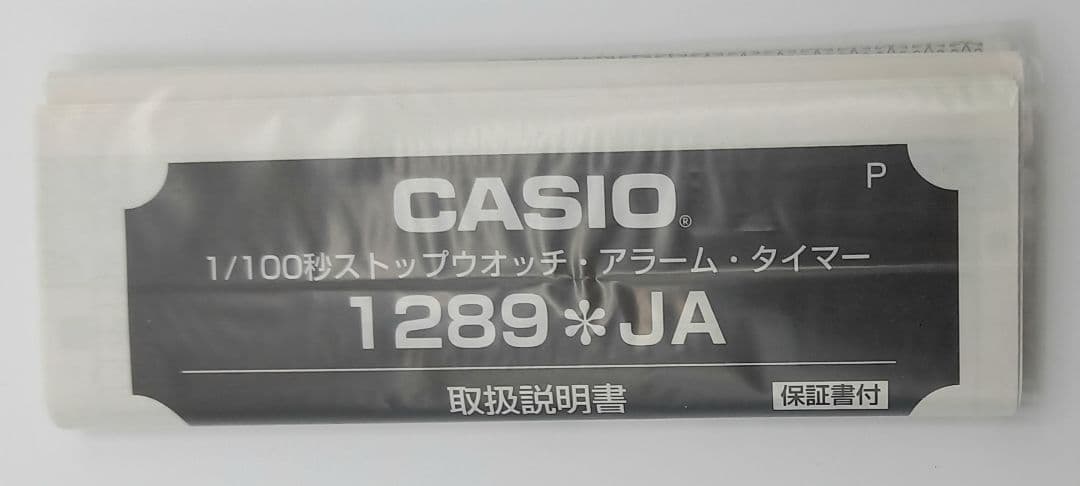 P
CASIO®
1/100秒ストップウオッチ・アラーム・タイマー
1289＊JA
取扱説明書
保証書付